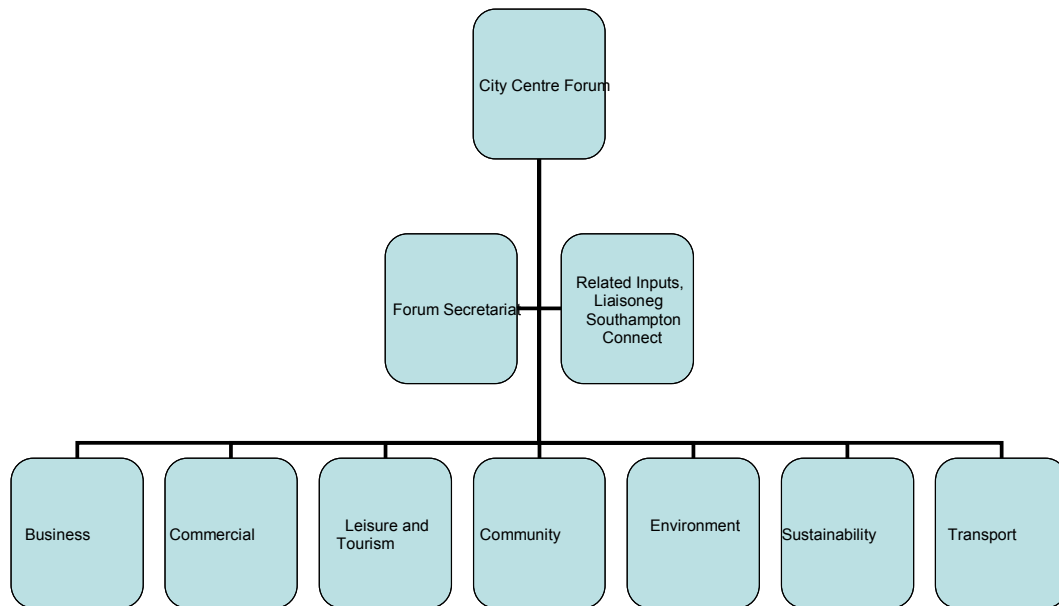 City Centre Forum
Forum Secretariat
Related Inputs,
Liaisoneg
Southampton
Connect
Business
Commercial
Leisure and
Tourism
Community
Environment
Sustainability
Transport